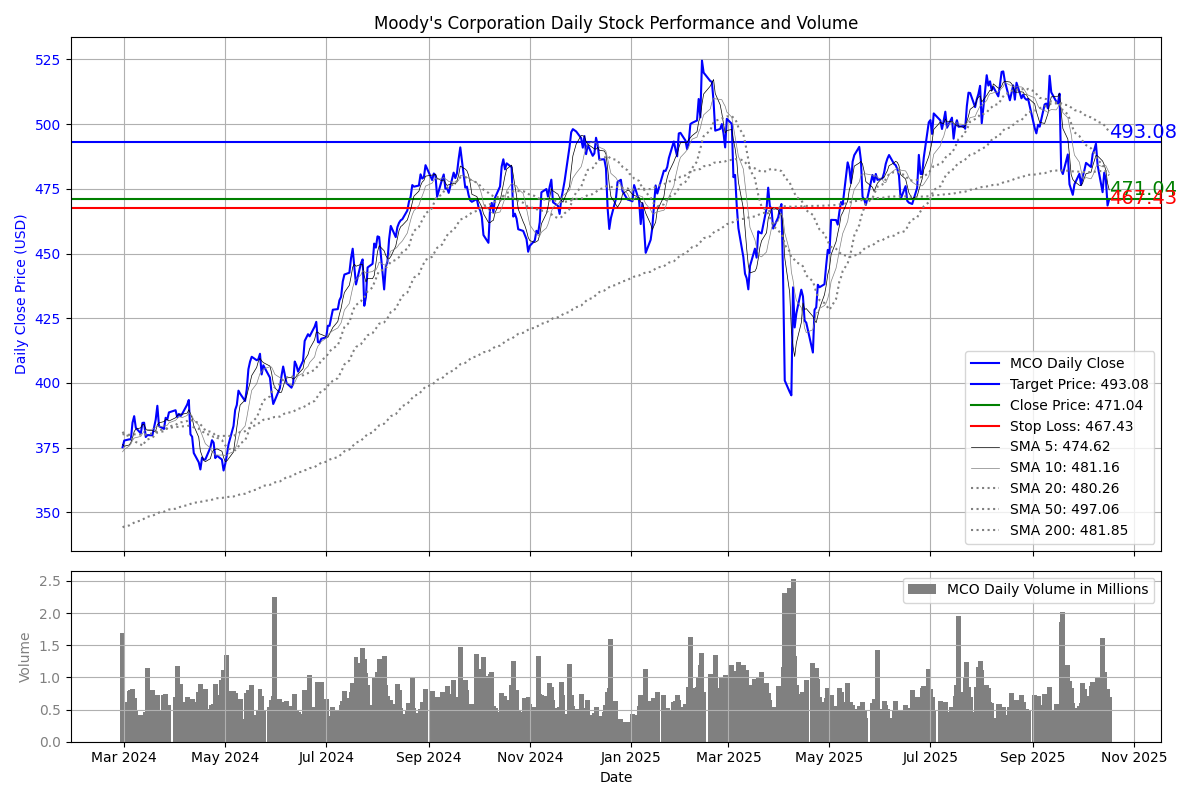 Moody's Corporation Daily Stock Performance and Volume
Daily Close Price (USD)
525
500
475
450
425
400
375
350
493.08
471.04
467.43
MCO Daily Close
Target Price: 493.08
Close Price: 471.04
Stop Loss: 467.43
SMA 5: 474.62
SMA 10: 481.16
SMA 20: 480.26
SMA 50: 497.06
SMA 200: 481.85
Volume
2.5
2.0
1.5
1.0
0.5
0.0
MCO Daily Volume in Millions
Mar 2024 May 2024 Jul 2024 Sep 2024 Nov 2024 Jan 2025 Mar 2025 May 2025 Jul 2025 Sep 2025 Nov 2025
Date